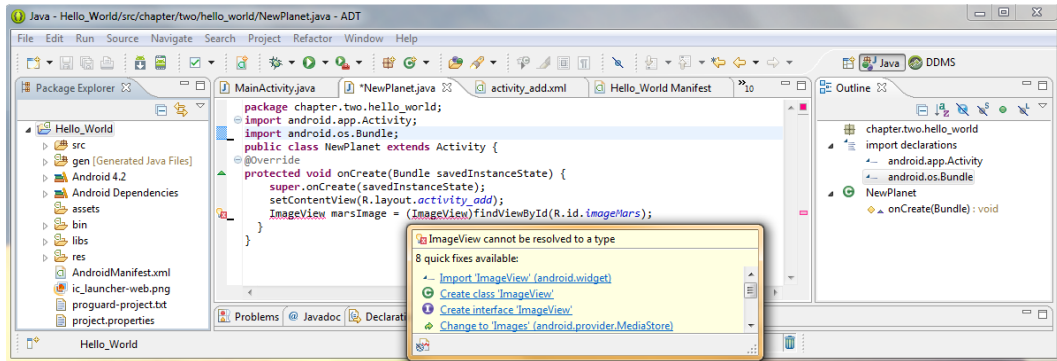 Java - Hello_World/src/chapter/two/hello_world/NewPlanet.java - ADT
File Edit Run Source Navigate Search Project Refactor Window Help
Java DDMS
Package Explorer
Hello_World
src
gen [Generated Java Files]
Android 4.2
Android Dependencies
assets
bin
libs
res
AndroidManifest.xml
ic_launcher-web.png
proguard-project.txt
project.properties
MainActivity.java *NewPlanet.java activity_add.xml Hello_World Manifest »10
package chapter.two.hello_world;
import android.app.Activity;
import android.os.Bundle;
public class NewPlanet extends Activity {
@Override
protected void onCreate(Bundle savedInstanceState) {
super.onCreate(savedInstanceState);
setContentView(R.layout.activity_add);
ImageView marsImage = (ImageView)findViewById(R.id.imageMars);
}
}
ImageView cannot be resolved to a type
8 quick fixes available:
Import 'ImageView' (android.widget)
Create class 'ImageView'
Create interface 'ImageView'
Change to 'Images' (android.provider.MediaStore)
Problems @ Javadoc Declarati
Outline
chapter.two.hello_world
import declarations
android.app.Activity
android.os.Bundle
NewPlanet
onCreate(Bundle) : void
Hello_World